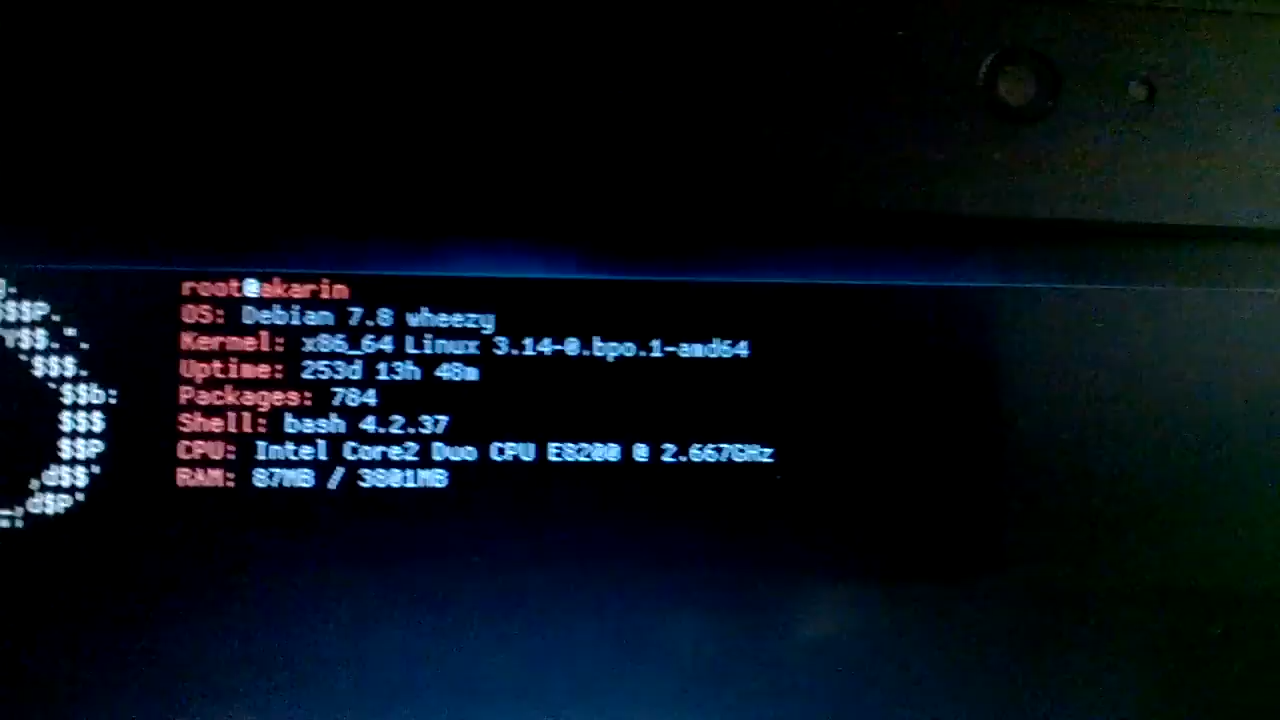 root@akarin
OS: Debian 7.8 wheezy
Kernel: x86_64 Linux 3.14-0.bpo.1-amd64
Uptime: 253d 13h 48m
Packages: 784
Shell: bash 4.2.37
CPU: Intel Core2 Duo CPU E8200 @ 2.667GHz
RAM: 87MB / 3801MB